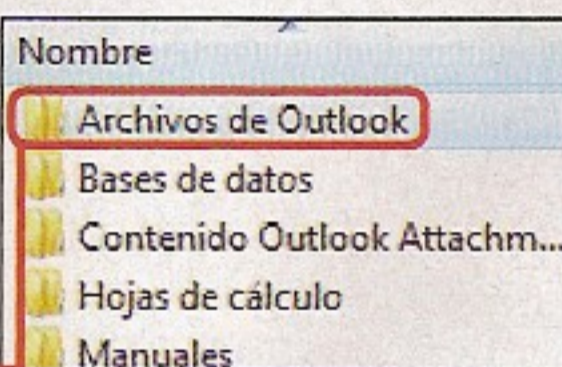 Nombre
Archivos de Outlook
Bases de datos
Contenido Outlook Attachm...
Hojas de cálculo
Manuales